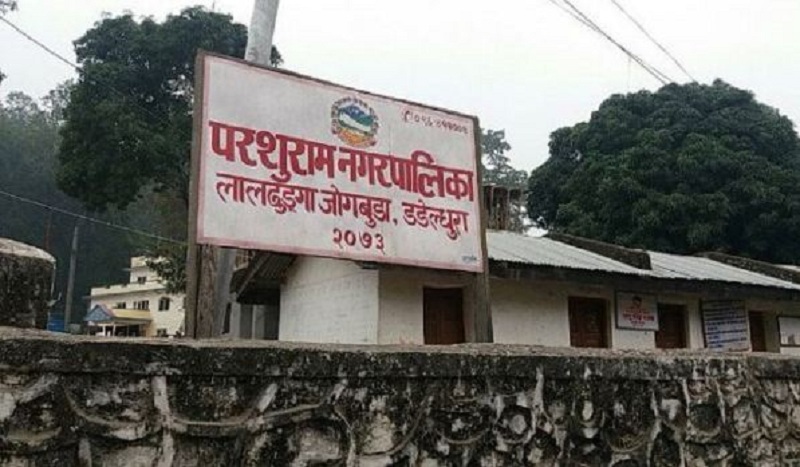 परशुराम नगरपालिका
लालढुङ्गा जोगबुडा, डडेल्धुरा
२०७३